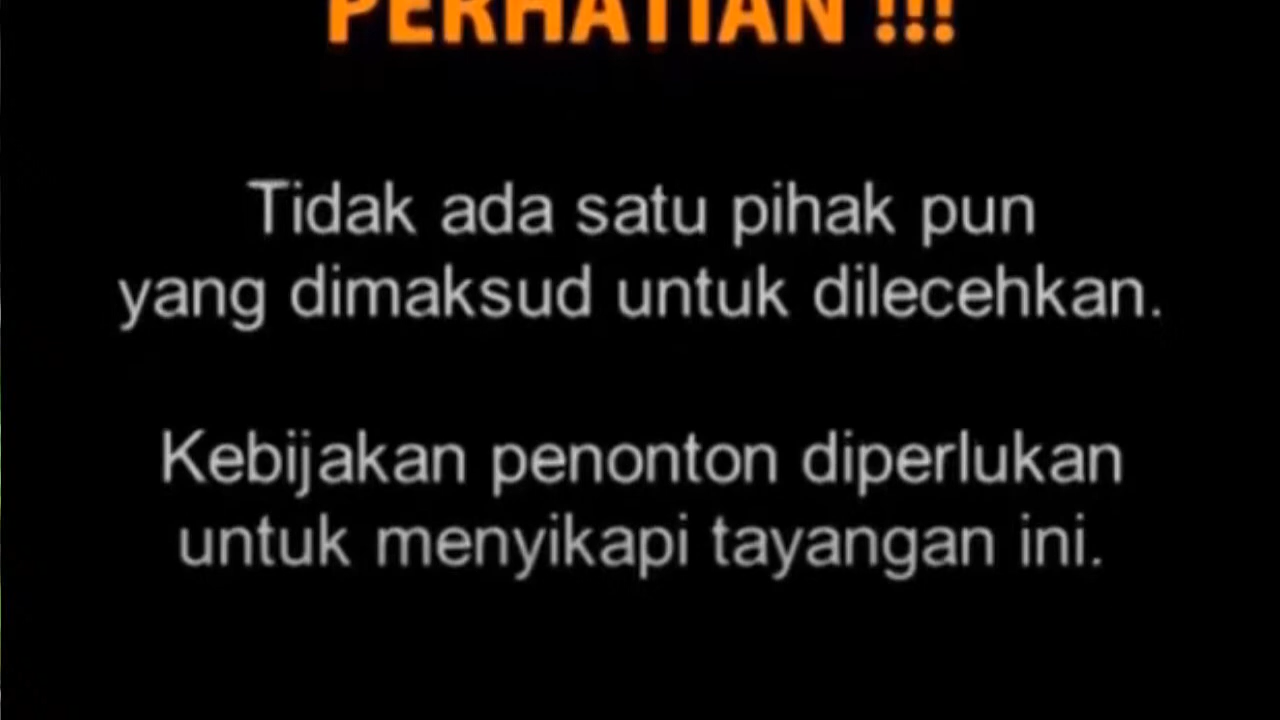 PERHATIAN !!!
Tidak ada satu pihak pun
yang dimaksud untuk dilecehkan.
Kebijakan penonton diperlukan
untuk menyikapi tayangan ini.